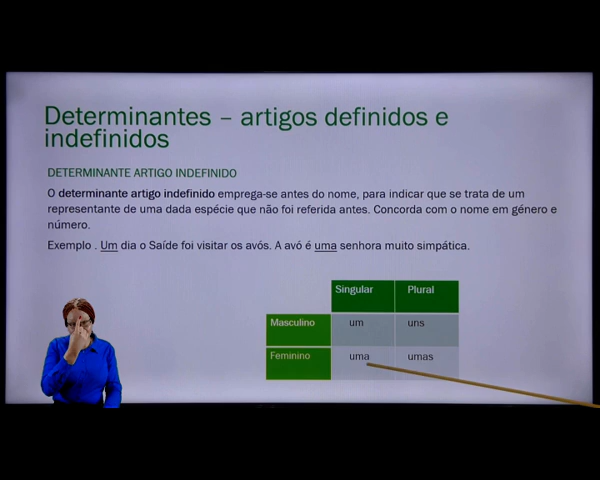 Determinantes – artigos definidos e
indefinidos
DETERMINANTE ARTIGO INDEFINIDO
O determinante artigo indefinido emprega-se antes do nome, para indicar que se trata de um
representante de uma dada espécie que não foi referida antes. Concorda com o nome em género e
número.
Exemplo . Um dia o Saíde foi visitar os avós. A avó é uma senhora muito simpática.
Singular Plural
Masculino um uns
Feminino uma umas